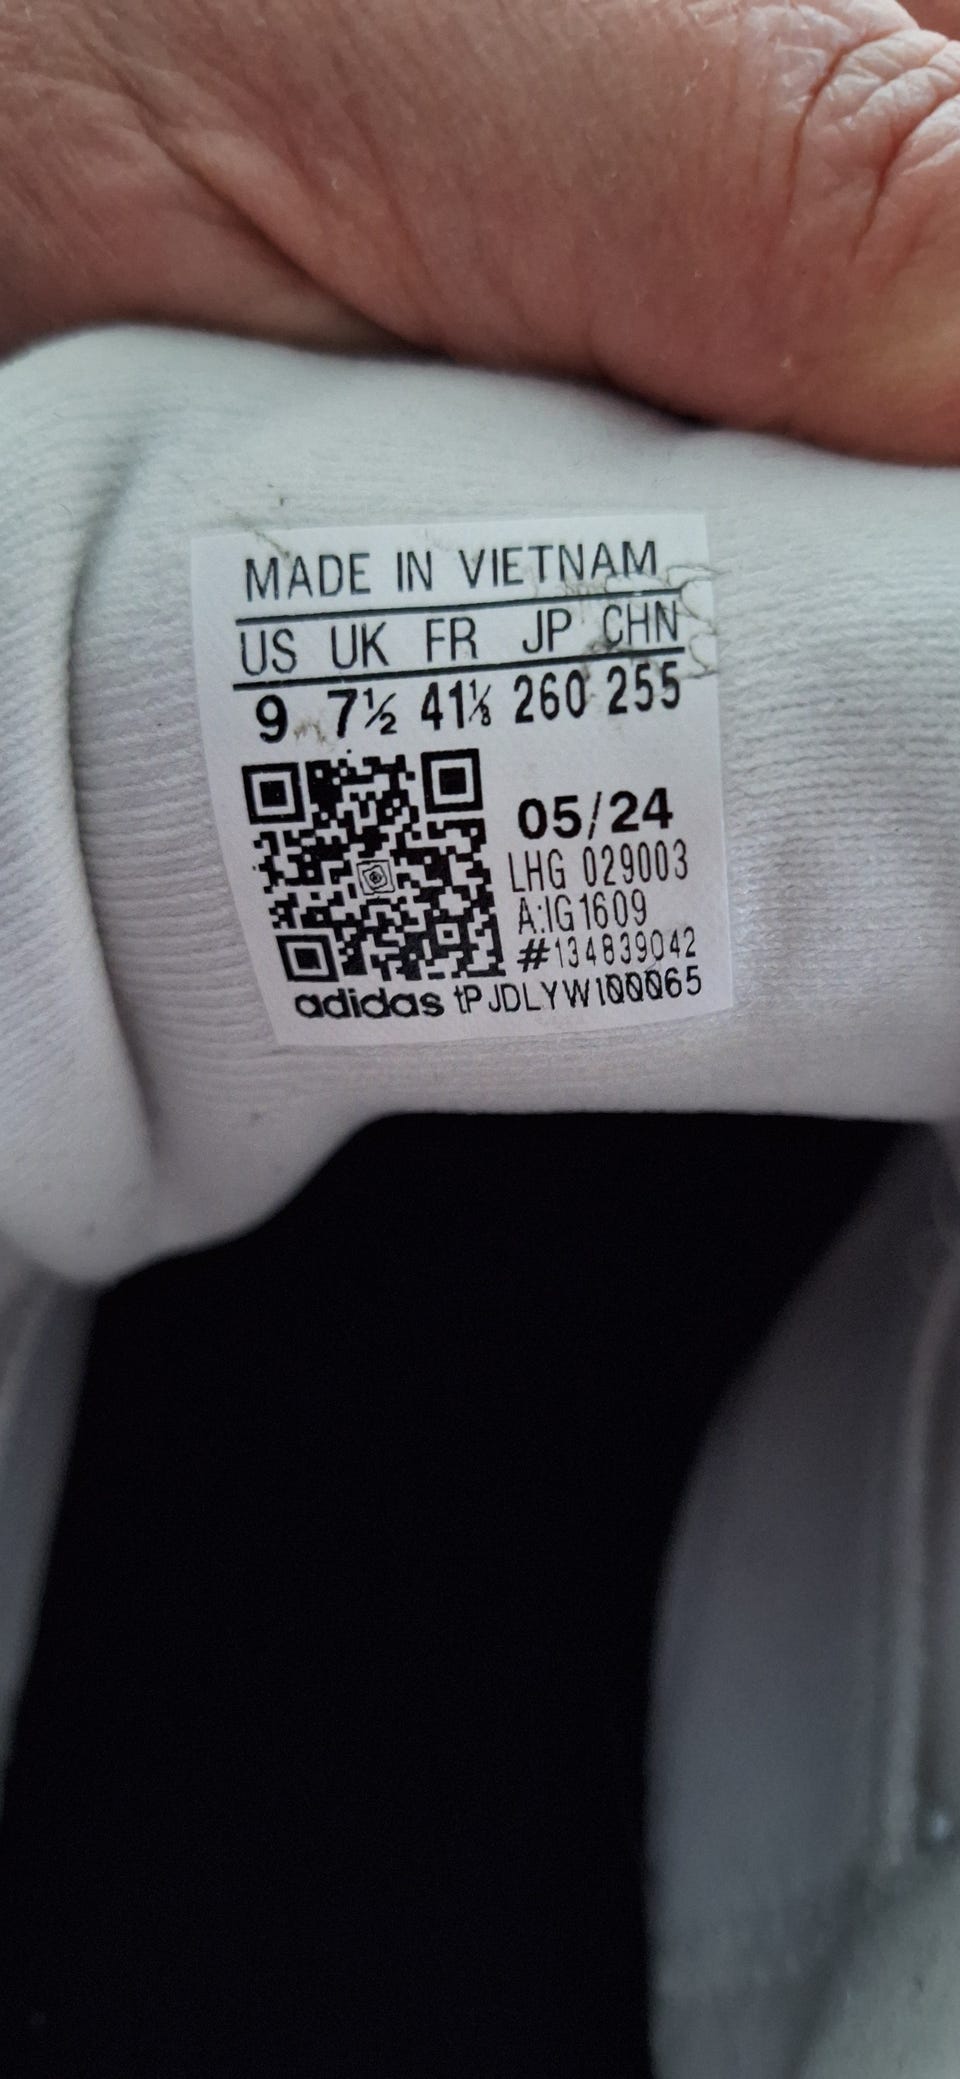 MADE IN VIETNAM
US UK FR JP CHN
9 7½ 41⅓ 260 255
05/24
LHG 029003
A:IG1609
#134839042
adidas tPJDLYW100065